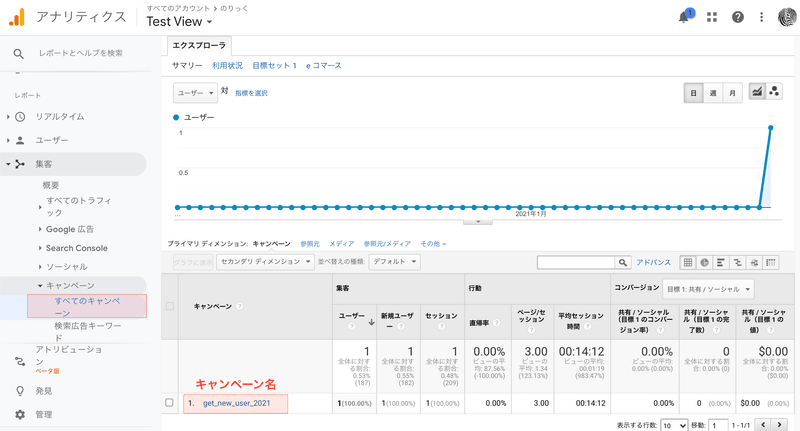 アナリティクス
すべてのアカウント > のりっく
Test View
1
レポートとヘルプを検索
レポート
リアルタイム
ユーザー
集客
概要
すべてのトラフィ
ック
Google 広告
Search Console
ソーシャル
キャンペーン
すべてのキャンペ
ーン
検索広告キーワー
ド
アトリビューショ
ン
ベータ版
発見
管理
エクスプローラ
サマリー 利用状況 目標セット 1 e コマース
ユーザー 対 指標を選択
日 週 月
ユーザー
1
0.5
...
2021年1月
プライマリ ディメンション: キャンペーン 参照元 メディア 参照元/メディア その他
グラフに表示 セカンダリ ディメンション 並べ替えの種類: デフォルト アドバンス
キャンペーン ?
集客 行動 コンバージョン 目標 1: 共有 / ソーシャル
ユーザー ? 新規ユーザー ? セッション ? 直帰率 ? ページ/セッション ? 平均セッション時間 ? 共有 / ソーシャル（目標 1 のコンバージョン率） ? 共有 / ソーシャル（目標 1 の完了数） ? 共有 / ソーシャル（目標 1 の値） ?
1 1 1 0.00% 3.00 00:14:12 0.00% 0 $0.00
全体に対する割合: 0.53% (187)
全体に対する割合: 0.55% (182)
全体に対する割合: 0.48% (209)
ビューの平均: 87.56% (-100.00%)
ビューの平均: 1.34 (123.13%)
ビューの平均: 00:01:19 (983.47%)
ビューの平均: 0.00% (0.00%)
全体に対する割合: 0.00% (0)
全体に対する割合: 0.00% ($0.00)
キャンペーン名
1. get_new_user_2021 1(100.00%) 1(100.00%) 1(100.00%) 0.00% 3.00 00:14:12 0.00% 0 (0.00%) $0.00 (0.00%)
表示する行数: 10 移動: 1 1 - 1/1